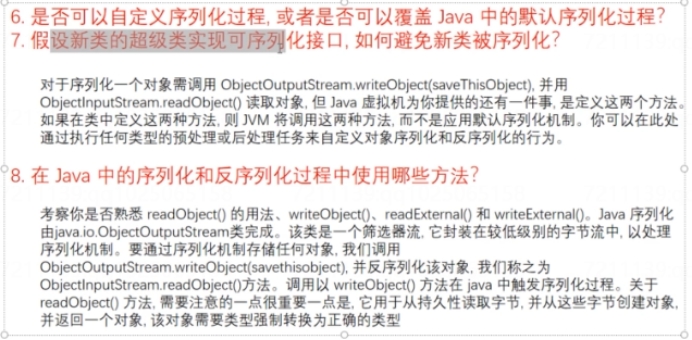 6. 是否可以自定义序列化过程, 或者是否可以覆盖 Java 中的默认序列化过程?
7. 假设新类的超级类实现可序列化接口, 如何避免新类被序列化?
对于序列化一个对象需调用 ObjectOutputStream.writeObject(saveThisObject), 并用
ObjectInputStream.readObject() 读取对象, 但 Java 虚拟机为你提供的还有一件事, 是定义这两个方法。
如果在类中定义这两种方法, 则 JVM 将调用这两种方法, 而不是应用默认序列化机制。你可以在此处
通过执行任何类型的预处理或后处理任务来自定义对象序列化和反序列化的行为。
8. 在 Java 中的序列化和反序列化过程中使用哪些方法?
考察你是否熟悉 readObject() 的用法、writeObject()、readExternal() 和 writeExternal()。Java 序列化
由java.io.ObjectOutputStream类完成。该类是一个筛选器流, 它封装在较低级别的字节流中, 以处理
序列化机制。要通过序列化机制存储任何对象, 我们调用
ObjectOutputStream.writeObject(savethisobject), 并反序列化该对象, 我们称之为
ObjectInputStream.readObject()方法。调用以 writeObject() 方法在 java 中触发序列化过程。关于
readObject() 方法, 需要注意的一点很重要一点是, 它用于从持久性读取字节, 并从这些字节创建对象,
并返回一个对象, 该对象需要类型强制转换为正确的类型